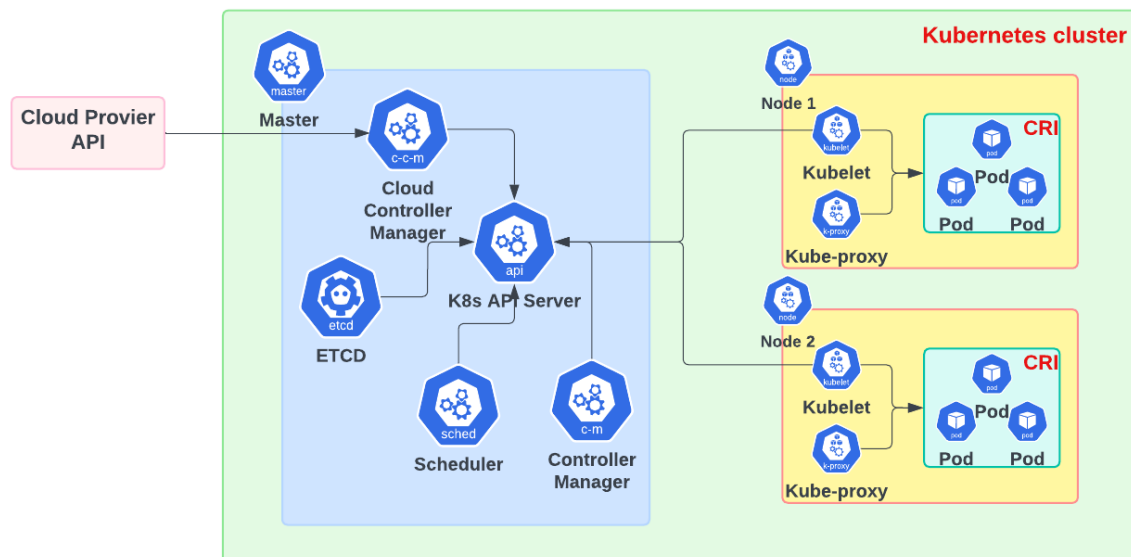 Kubernetes cluster
master
Master
Cloud Provier
API
c-c-m
Cloud
Controller
Manager
api
K8s API Server
etcd
ETCD
sched
Scheduler
c-m
Controller
Manager
node
Node 1
kubelet
Kubelet
k-proxy
Kube-proxy
CRI
pod
Pod
pod
Pod
pod
Pod
node
Node 2
kubelet
Kubelet
k-proxy
Kube-proxy
CRI
pod
Pod
pod
Pod
pod
Pod